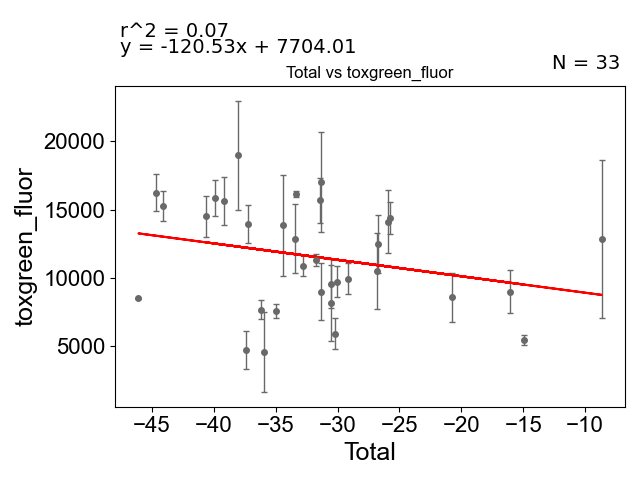 r^2 = 0.07
y = -120.53x + 7704.01
N = 33
Total vs toxgreen_fluor
20000
15000
10000
5000
toxgreen_fluor
−45 −40 −35 −30 −25 −20 −15 −10
Total